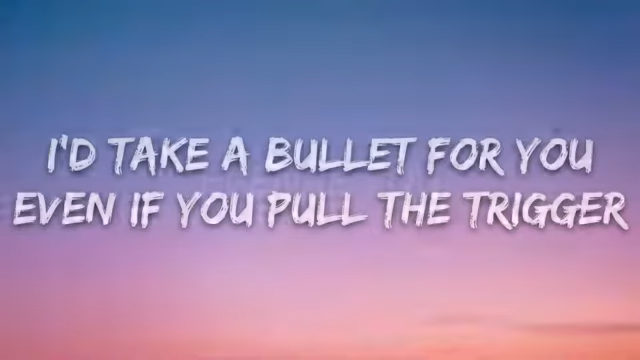 I'D TAKE A BULLET FOR YOU
EVEN IF YOU PULL THE TRIGGER